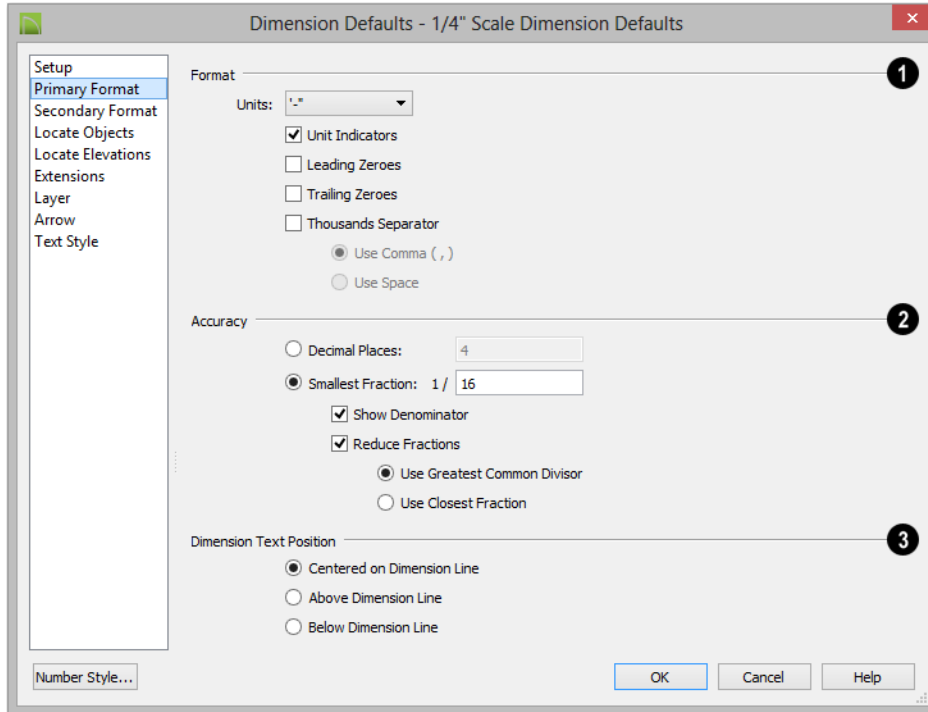 Dimension Defaults - 1/4" Scale Dimension Defaults
Setup
Primary Format
Secondary Format
Locate Objects
Locate Elevations
Extensions
Layer
Arrow
Text Style
Format
1
Units: '-"
Unit Indicators
Leading Zeroes
Trailing Zeroes
Thousands Separator
Use Comma ( , )
Use Space
Accuracy
2
Decimal Places: 4
Smallest Fraction: 1 / 16
Show Denominator
Reduce Fractions
Use Greatest Common Divisor
Use Closest Fraction
Dimension Text Position
3
Centered on Dimension Line
Above Dimension Line
Below Dimension Line
Number Style... OK Cancel Help